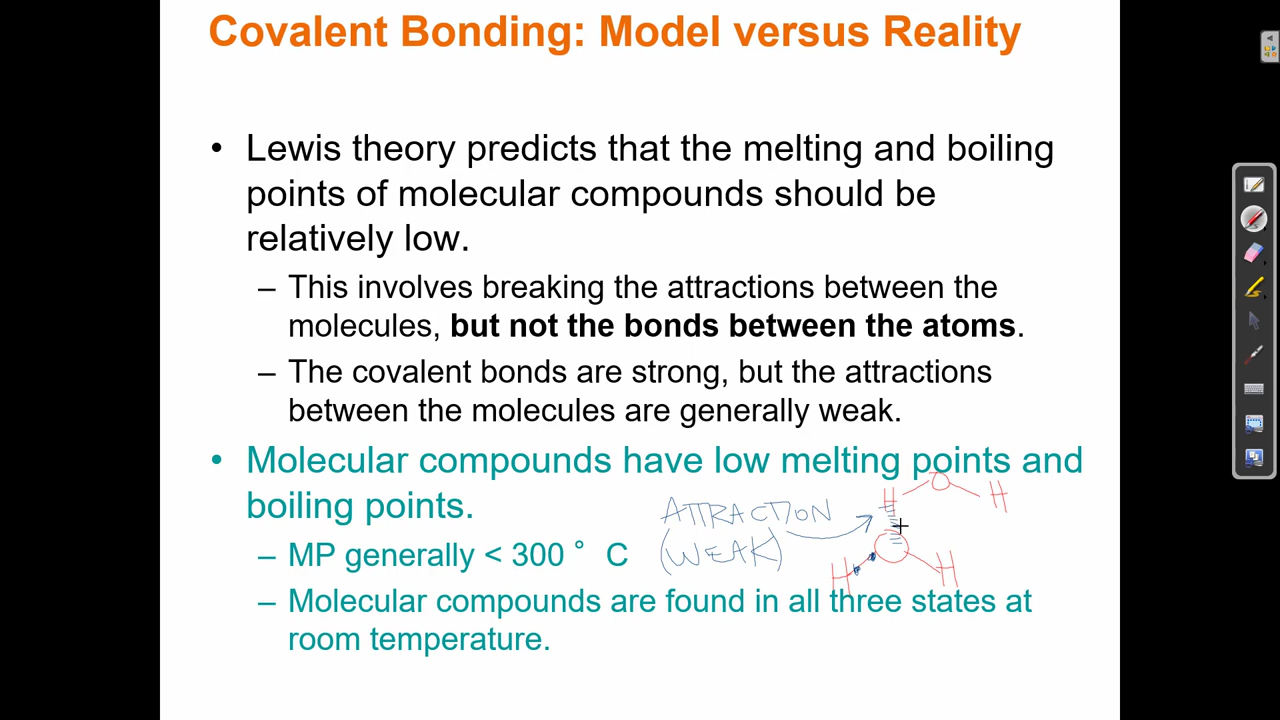 Covalent Bonding: Model versus Reality
• Lewis theory predicts that the melting and boiling
points of molecular compounds should be
relatively low.
– This involves breaking the attractions between the
molecules, but not the bonds between the atoms.
– The covalent bonds are strong, but the attractions
between the molecules are generally weak.
• Molecular compounds have low melting points and
boiling points.
ATTRACTION
(WEAK)
H O H
H O H
– MP generally < 300 ° C
– Molecular compounds are found in all three states at
room temperature.